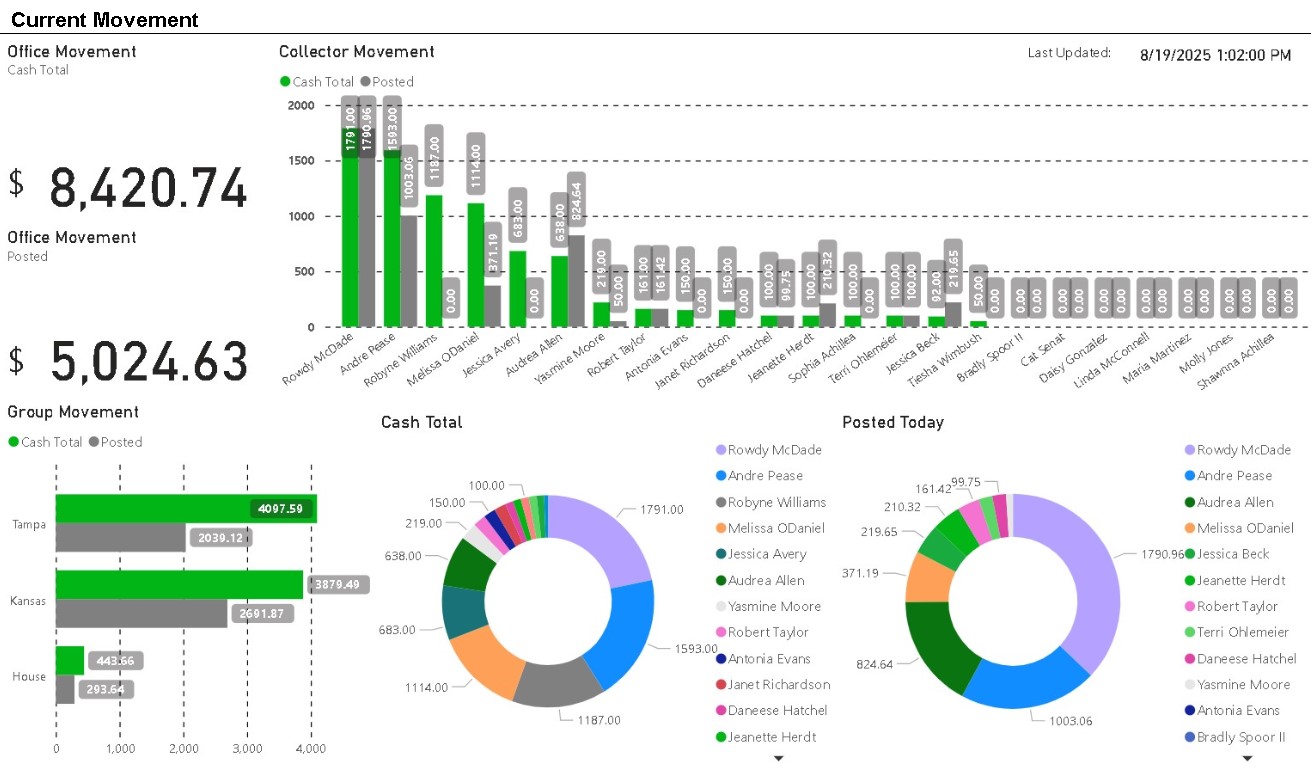 Current Movement
Office Movement
Cash Total
$ 8,420.74
Office Movement
Posted
$ 5,024.63
Collector Movement
Last Updated: 8/19/2025 1:02:00 PM
Cash Total Posted
2000
1500
1000
500
0
1791.00 1790.96 1593.00 1003.06 1187.00 0.00 1114.00 371.19 683.00 0.00 638.00 824.64 219.00 50.00 161.00 161.42 150.00 0.00 150.00 0.00 100.00 99.75 100.00 210.32 100.00 0.00 100.00 100.00 92.00 219.65 50.00 0.00 0.00 0.00 0.00 0.00 0.00 0.00 0.00 0.00 0.00 0.00 0.00 0.00 0.00 0.00
Rowdy McDade
Andre Pease
Robyne Williams
Melissa ODaniel
Jessica Avery
Audrea Allen
Yasmine Moore
Robert Taylor
Antonia Evans
Janet Richardson
Daneese Hatchel
Jeanette Herdt
Sophia Achillea
Terri Ohlemeier
Jessica Beck
Tiesha Wimbush
Bradly Spoor II
Cat Senat
Daisy Gonzalez
Linda McConnell
Maria Martinez
Molly Jones
Shawnna Achillea
Group Movement
Cash Total Posted
Tampa
4097.59
2039.12
Kansas
3879.49
2691.87
House
443.66
293.64
0 1,000 2,000 3,000 4,000
Cash Total
100.00
150.00
219.00
638.00
683.00
1114.00
1187.00
1593.00
1791.00
Rowdy McDade
Andre Pease
Robyne Williams
Melissa ODaniel
Jessica Avery
Audrea Allen
Yasmine Moore
Robert Taylor
Antonia Evans
Janet Richardson
Daneese Hatchel
Jeanette Herdt
Posted Today
99.75
161.42
210.32
219.65
371.19
824.64
1003.06
1790.96
Rowdy McDade
Andre Pease
Audrea Allen
Melissa ODaniel
Jessica Beck
Jeanette Herdt
Robert Taylor
Terri Ohlemeier
Daneese Hatchel
Yasmine Moore
Antonia Evans
Bradly Spoor II